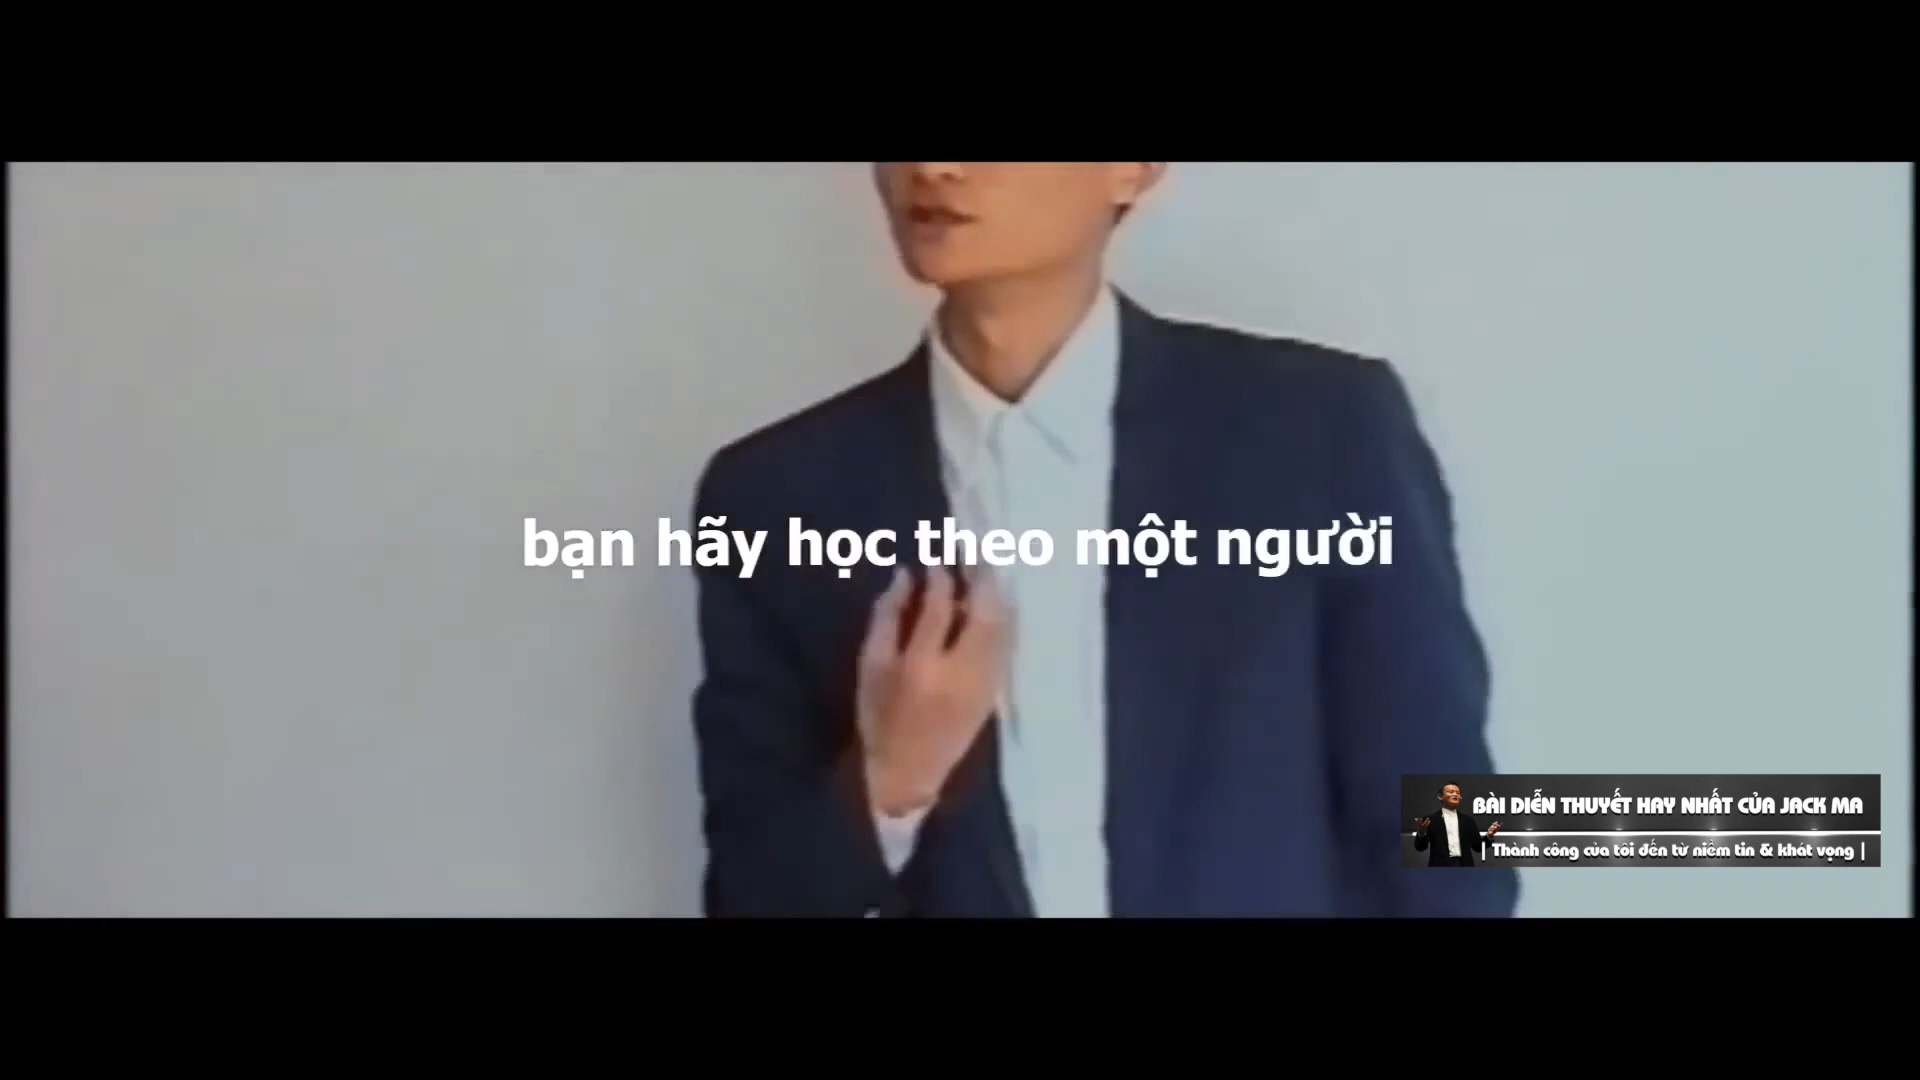 bạn hãy học theo một người
BÀI DIỄN THUYẾT HAY NHẤT CỦA JACK MA
| Thành công của tôi đến từ niềm tin & khát vọng |